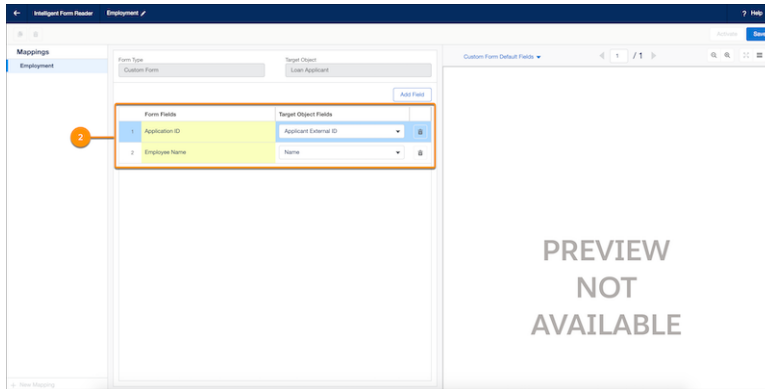 Intelligent Form Reader Employment ? Help
Activate Save
Mappings
Employment
Form Type Target Object
Custom Form Loan Applicant
Custom Form Default Fields 1 / 1
Add Field
Form Fields Target Object Fields
1 Application ID Applicant External ID
2
2 Employee Name Name
PREVIEW
NOT
AVAILABLE
+ New Mapping